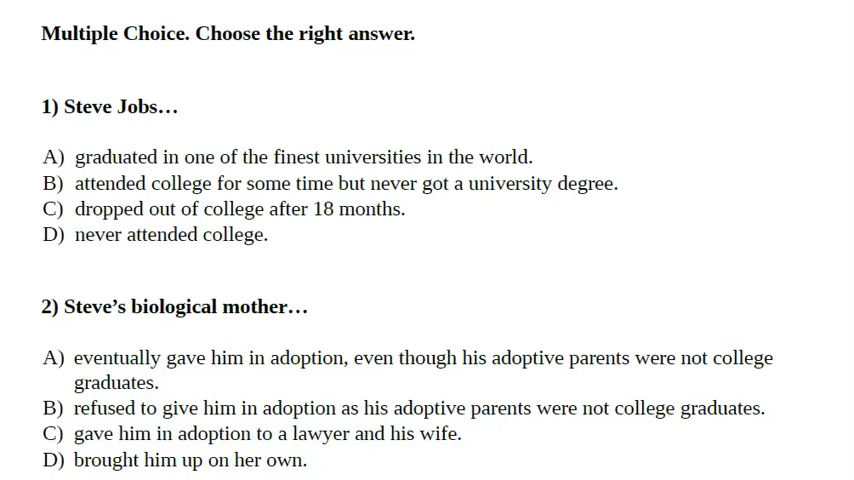 Multiple Choice. Choose the right answer.
1) Steve Jobs…
A) graduated in one of the finest universities in the world.
B) attended college for some time but never got a university degree.
C) dropped out of college after 18 months.
D) never attended college.
2) Steve’s biological mother…
A) eventually gave him in adoption, even though his adoptive parents were not college
graduates.
B) refused to give him in adoption as his adoptive parents were not college graduates.
C) gave him in adoption to a lawyer and his wife.
D) brought him up on her own.